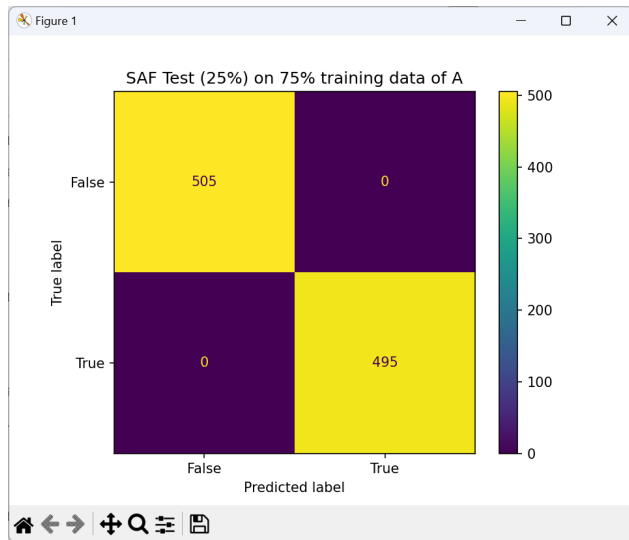 Figure 1
SAF Test (25%) on 75% training data of A
True label
False
505
0
True
0
495
False
True
Predicted label
500
400
300
200
100
0